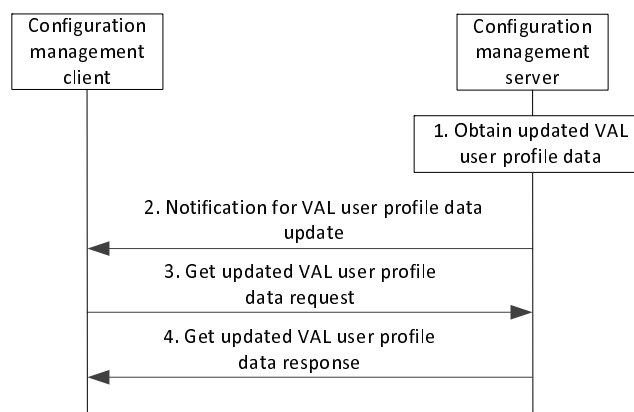 Configuration
management
client
Configuration
management
server
1. Obtain updated VAL
user profile data
2. Notification for VAL user profile data
update
3. Get updated VAL user profile
data request
4. Get updated VAL user profile
data response